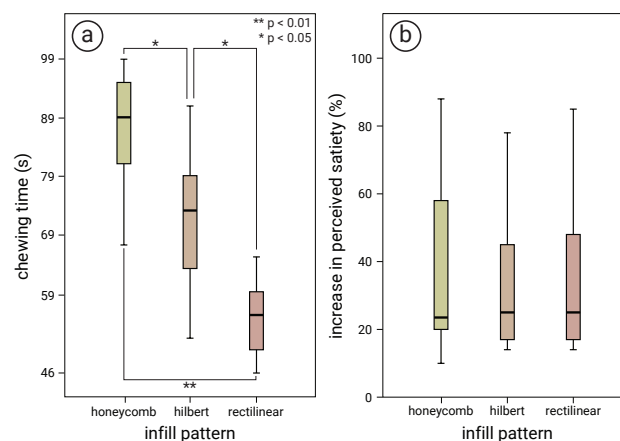 a
** p < 0.01
* p < 0.05
*
*
**
99
89
79
69
59
46
chewing time (s)
honeycomb
hilbert
rectilinear
infill pattern
b
100
80
60
40
20
0
increase in perceived satiety (%)
honeycomb
hilbert
rectilinear
infill pattern